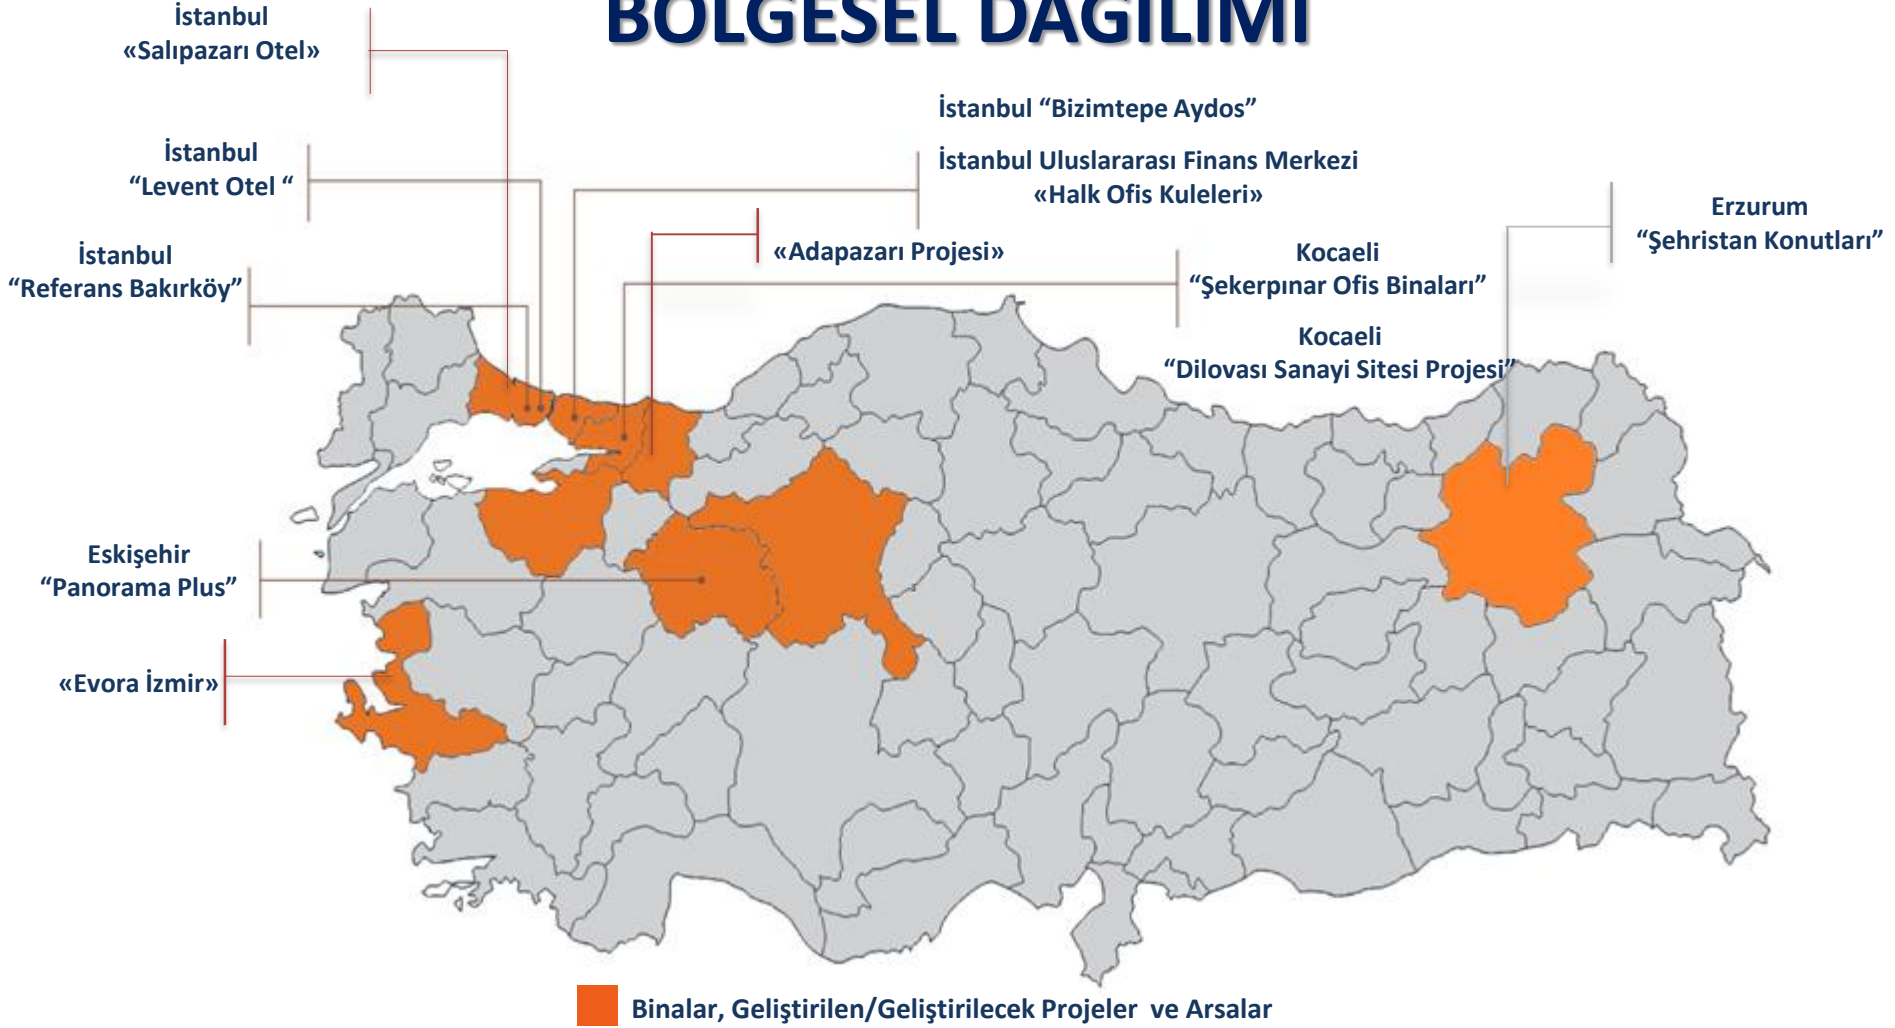 BÖLGESEL DAĞILIMI
İstanbul
«Salıpazarı Otel»
İstanbul “Bizimtepe Aydos”
İstanbul
“Levent Otel “
İstanbul Uluslararası Finans Merkezi
«Halk Ofis Kuleleri»
Erzurum
“Şehristan Konutları”
«Adapazarı Projesi»
İstanbul
“Referans Bakırköy”
Kocaeli
“Şekerpınar Ofis Binaları”
Kocaeli
“Dilovası Sanayi Sitesi Projesi”
Eskişehir
“Panorama Plus”
«Evora İzmir»
Binalar, Geliştirilen/Geliştirilecek Projeler ve Arsalar